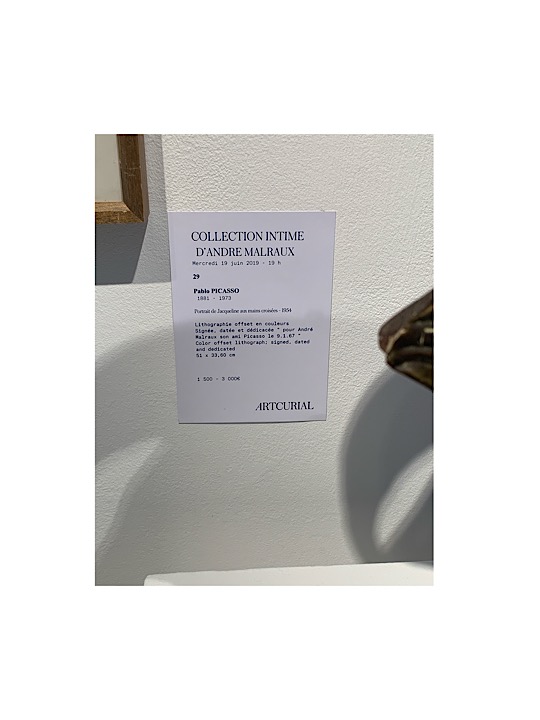 COLLECTION INTIME
D'ANDRE MALRAUX
Mercredi 19 juin 2019 - 19 h
29
Pablo PICASSO
1881 - 1973
Portrait de Jacqueline aux mains croisées - 1954
Lithographie offset en couleurs
Signée, datée et dédicacée " pour André
Malraux son ami Picasso le 9.1.67 "
Color offset lithograph; signed, dated
and dedicated
51 x 33,60 cm
1 500 - 3 000€
ARTCURIAL